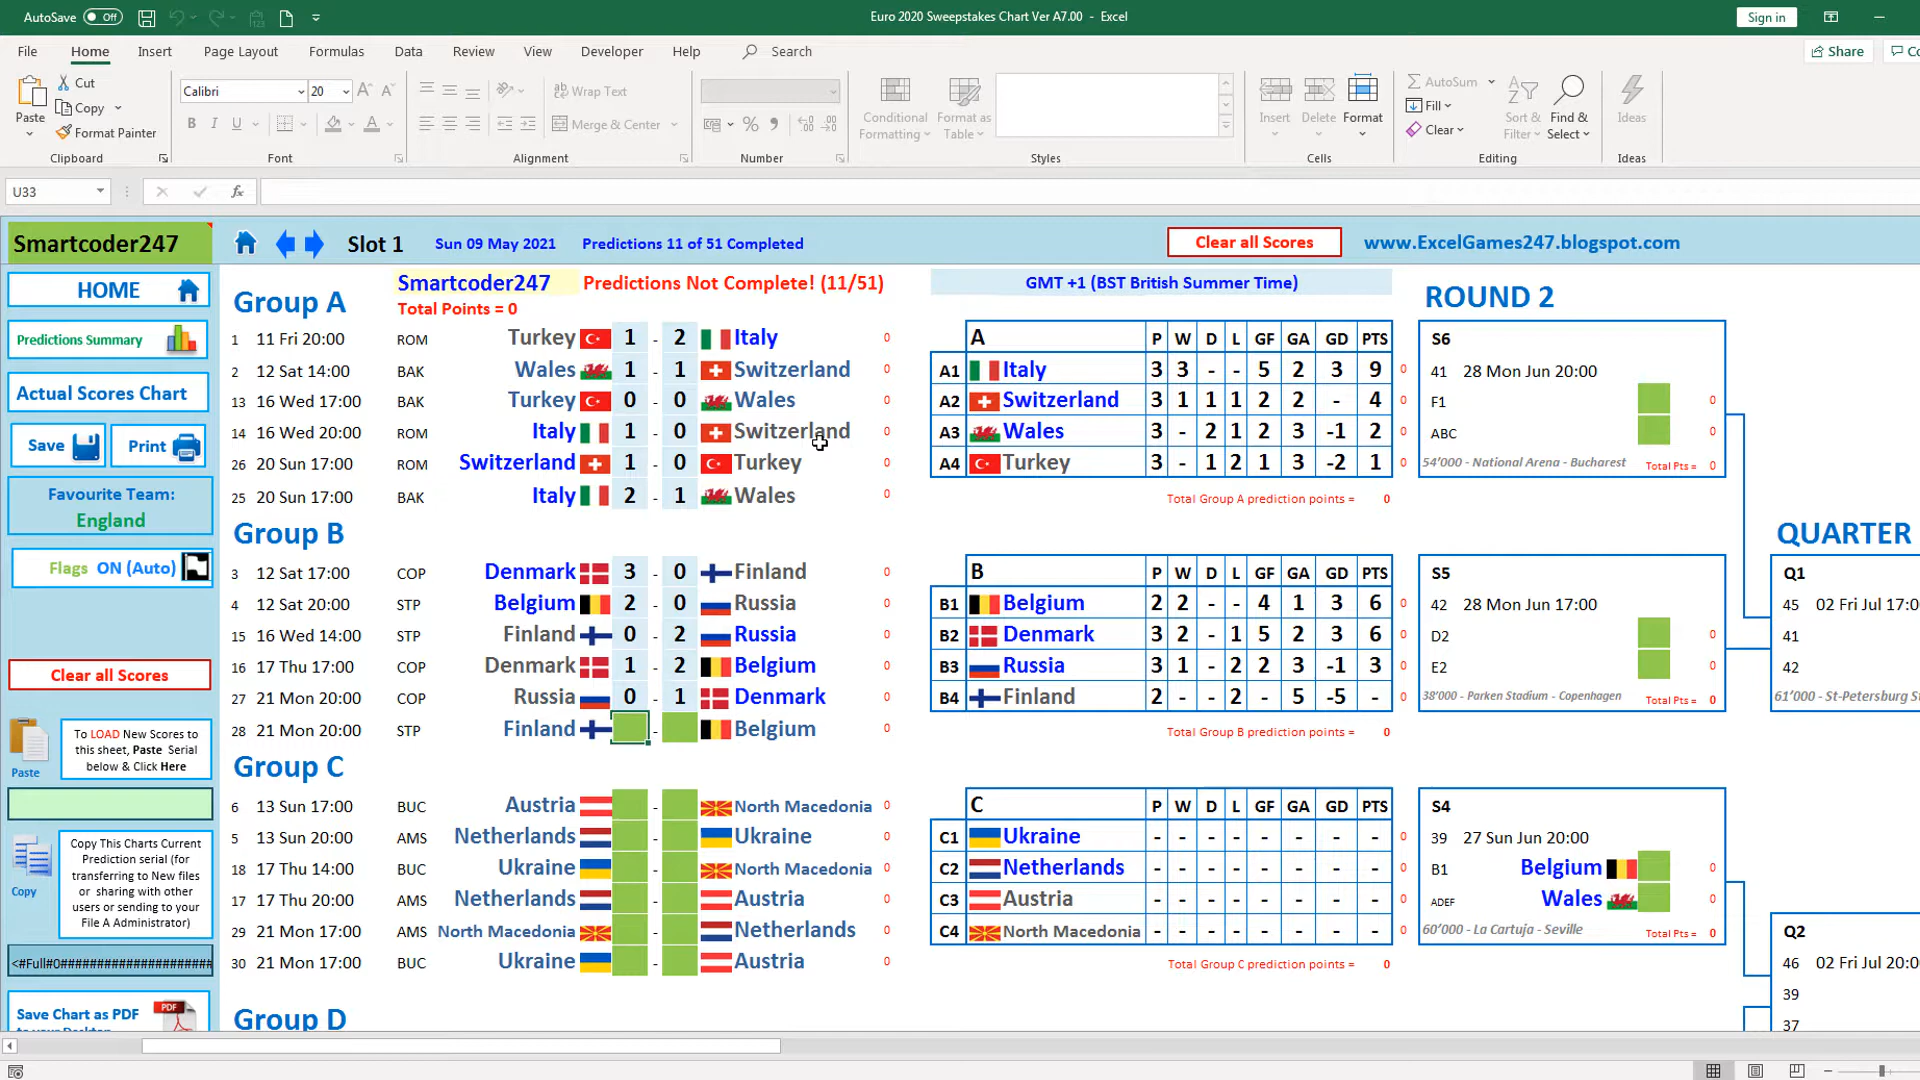 AutoSave Off
Euro 2020 Sweepstakes Chart Ver A7.00 - Excel
Sign in
File Home Insert Page Layout Formulas Data Review View Developer Help Search
Share
Co
Paste
Cut
Copy
Format Painter
Clipboard
Calibri 20
B I U
Font
Wrap Text
Merge & Center
Alignment
Number
Conditional Formatting
Format as Table
Styles
Insert Delete Format
Cells
AutoSum
Fill
Clear
Sort & Filter
Find & Select
Editing
Ideas
Ideas
U33
fx
Smartcoder247
Slot 1
Sun 09 May 2021
Predictions 11 of 51 Completed
Clear all Scores
www.ExcelGames247.blogspot.com
HOME
Predictions Summary
Actual Scores Chart
Save
Print
Favourite Team:
England
Flags ON (Auto)
Clear all Scores
Paste
To LOAD New Scores to
this sheet, Paste Serial
below & Click Here
Copy
Copy This Charts Current
Prediction serial (for
transferring to New files
or sharing with other
users or sending to your
File A Administrator)
<#Full#0######################
Save Chart as PDF
PDF
Smartcoder247
Predictions Not Complete! (11/51)
Total Points = 0
GMT +1 (BST British Summer Time)
Group A
1 11 Fri 20:00 ROM Turkey 1 - 2 Italy 0
2 12 Sat 14:00 BAK Wales 1 - 1 Switzerland 0
13 16 Wed 17:00 BAK Turkey 0 - 0 Wales 0
14 16 Wed 20:00 ROM Italy 1 - 0 Switzerland 0
26 20 Sun 17:00 ROM Switzerland 1 - 0 Turkey 0
25 20 Sun 17:00 BAK Italy 2 - 1 Wales 0
A P W D L GF GA GD PTS
A1 Italy 3 3 - - 5 2 3 9 0
A2 Switzerland 3 1 1 1 2 2 - 4 0
A3 Wales 3 - 2 1 2 3 -1 2 0
A4 Turkey 3 - 1 2 1 3 -2 1 0
Total Group A prediction points = 0
Group B
3 12 Sat 17:00 COP Denmark 3 - 0 Finland 0
4 12 Sat 20:00 STP Belgium 2 - 0 Russia 0
15 16 Wed 14:00 STP Finland 0 - 2 Russia 0
16 17 Thu 17:00 COP Denmark 1 - 2 Belgium 0
27 21 Mon 20:00 COP Russia 0 - 1 Denmark 0
28 21 Mon 20:00 STP Finland - Belgium 0
B P W D L GF GA GD PTS
B1 Belgium 2 2 - - 4 1 3 6 0
B2 Denmark 3 2 - 1 5 2 3 6 0
B3 Russia 3 1 - 2 2 3 -1 3 0
B4 Finland 2 - - 2 - 5 -5 - 0
Total Group B prediction points = 0
Group C
6 13 Sun 17:00 BUC Austria - North Macedonia 0
5 13 Sun 20:00 AMS Netherlands - Ukraine 0
18 17 Thu 14:00 BUC Ukraine - North Macedonia 0
17 17 Thu 20:00 AMS Netherlands - Austria 0
29 21 Mon 17:00 AMS North Macedonia - Netherlands 0
30 21 Mon 17:00 BUC Ukraine - Austria 0
C P W D L GF GA GD PTS
C1 Ukraine - - - - - - - - 0
C2 Netherlands - - - - - - - - 0
C3 Austria - - - - - - - - 0
C4 North Macedonia - - - - - - - - 0
Total Group C prediction points = 0
Group D
ROUND 2
S6
41 28 Mon Jun 20:00
F1 0
ABC 0
54'000 - National Arena - Bucharest Total Pts = 0
S5
42 28 Mon Jun 17:00
D2 0
E2 0
38'000 - Parken Stadium - Copenhagen Total Pts = 0
S4
39 27 Sun Jun 20:00
B1 Belgium 0
ADEF Wales 0
60'000 - La Cartuja - Seville Total Pts = 0
QUARTER
Q1
45 02 Fri Jul 17:0
41
42
61'000 - St-Petersburg S
Q2
46 02 Fri Jul 20:0
39
37